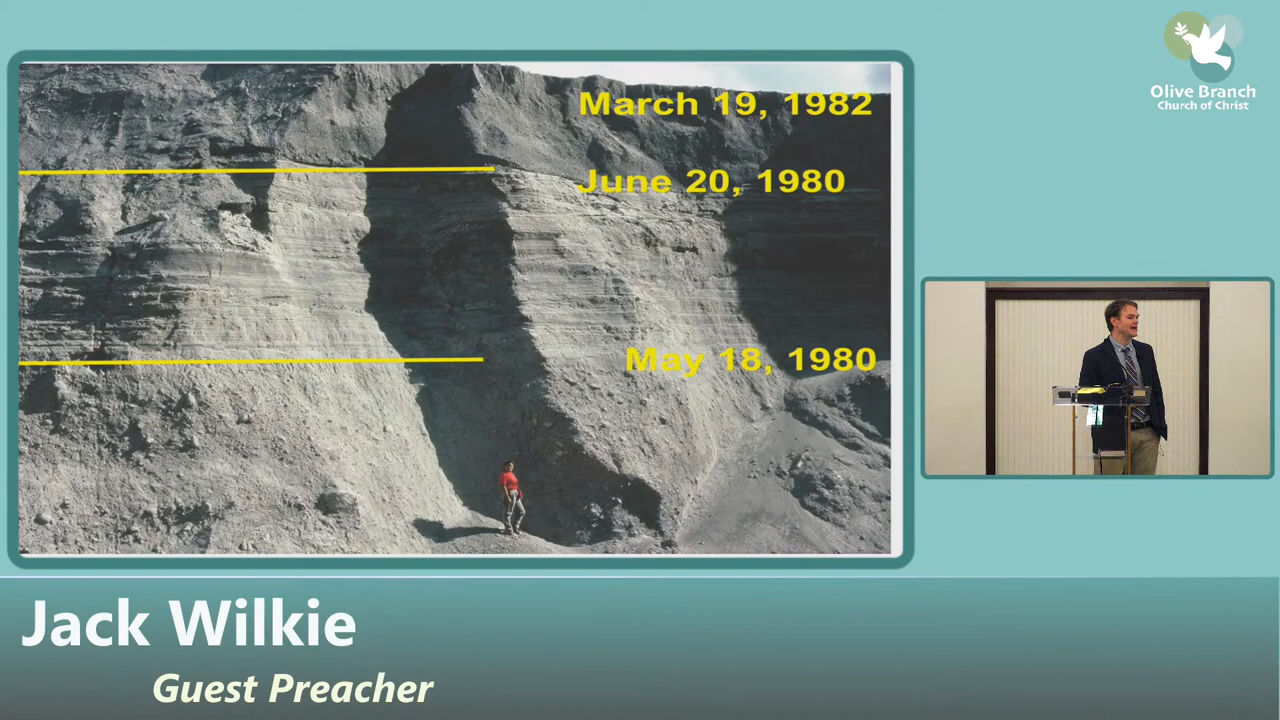 March 19, 1982
June 20, 1980
May 18, 1980
Olive Branch
Church of Christ
Jack Wilkie
Guest Preacher